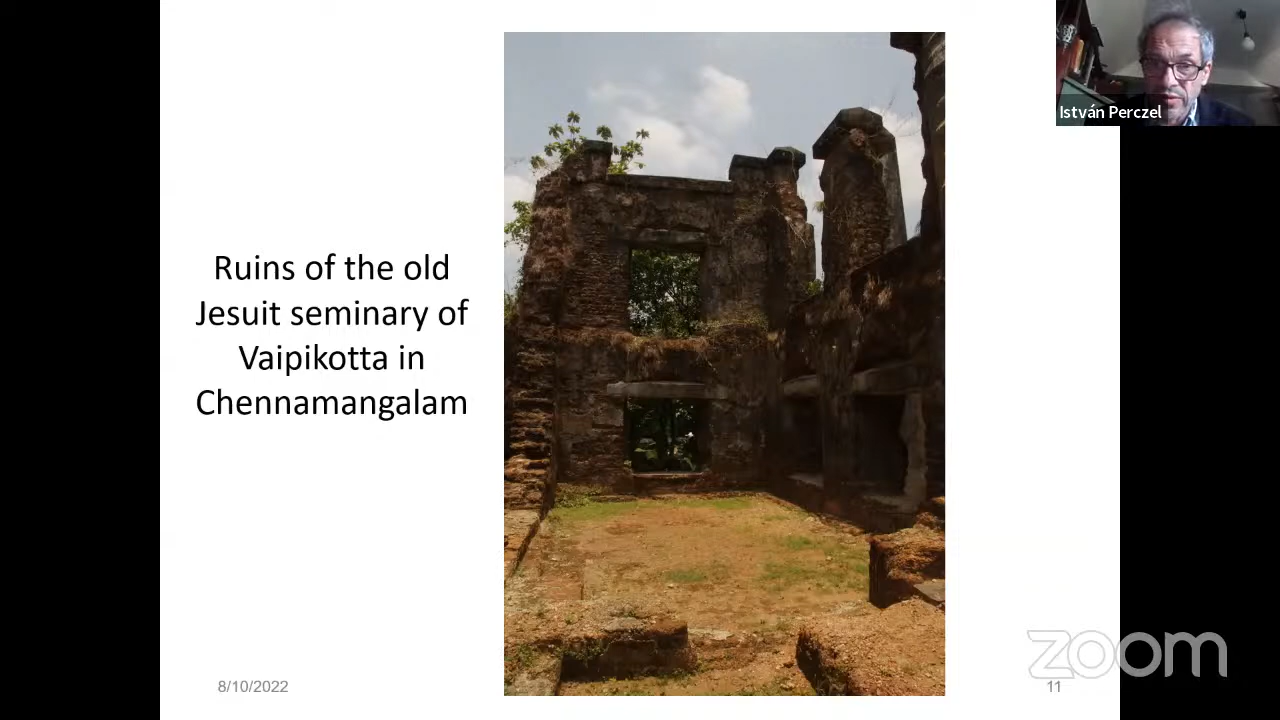 István Perczel
Ruins of the old
Jesuit seminary of
Vaipikotta in
Chennamangalam
8/10/2022
11
zoom